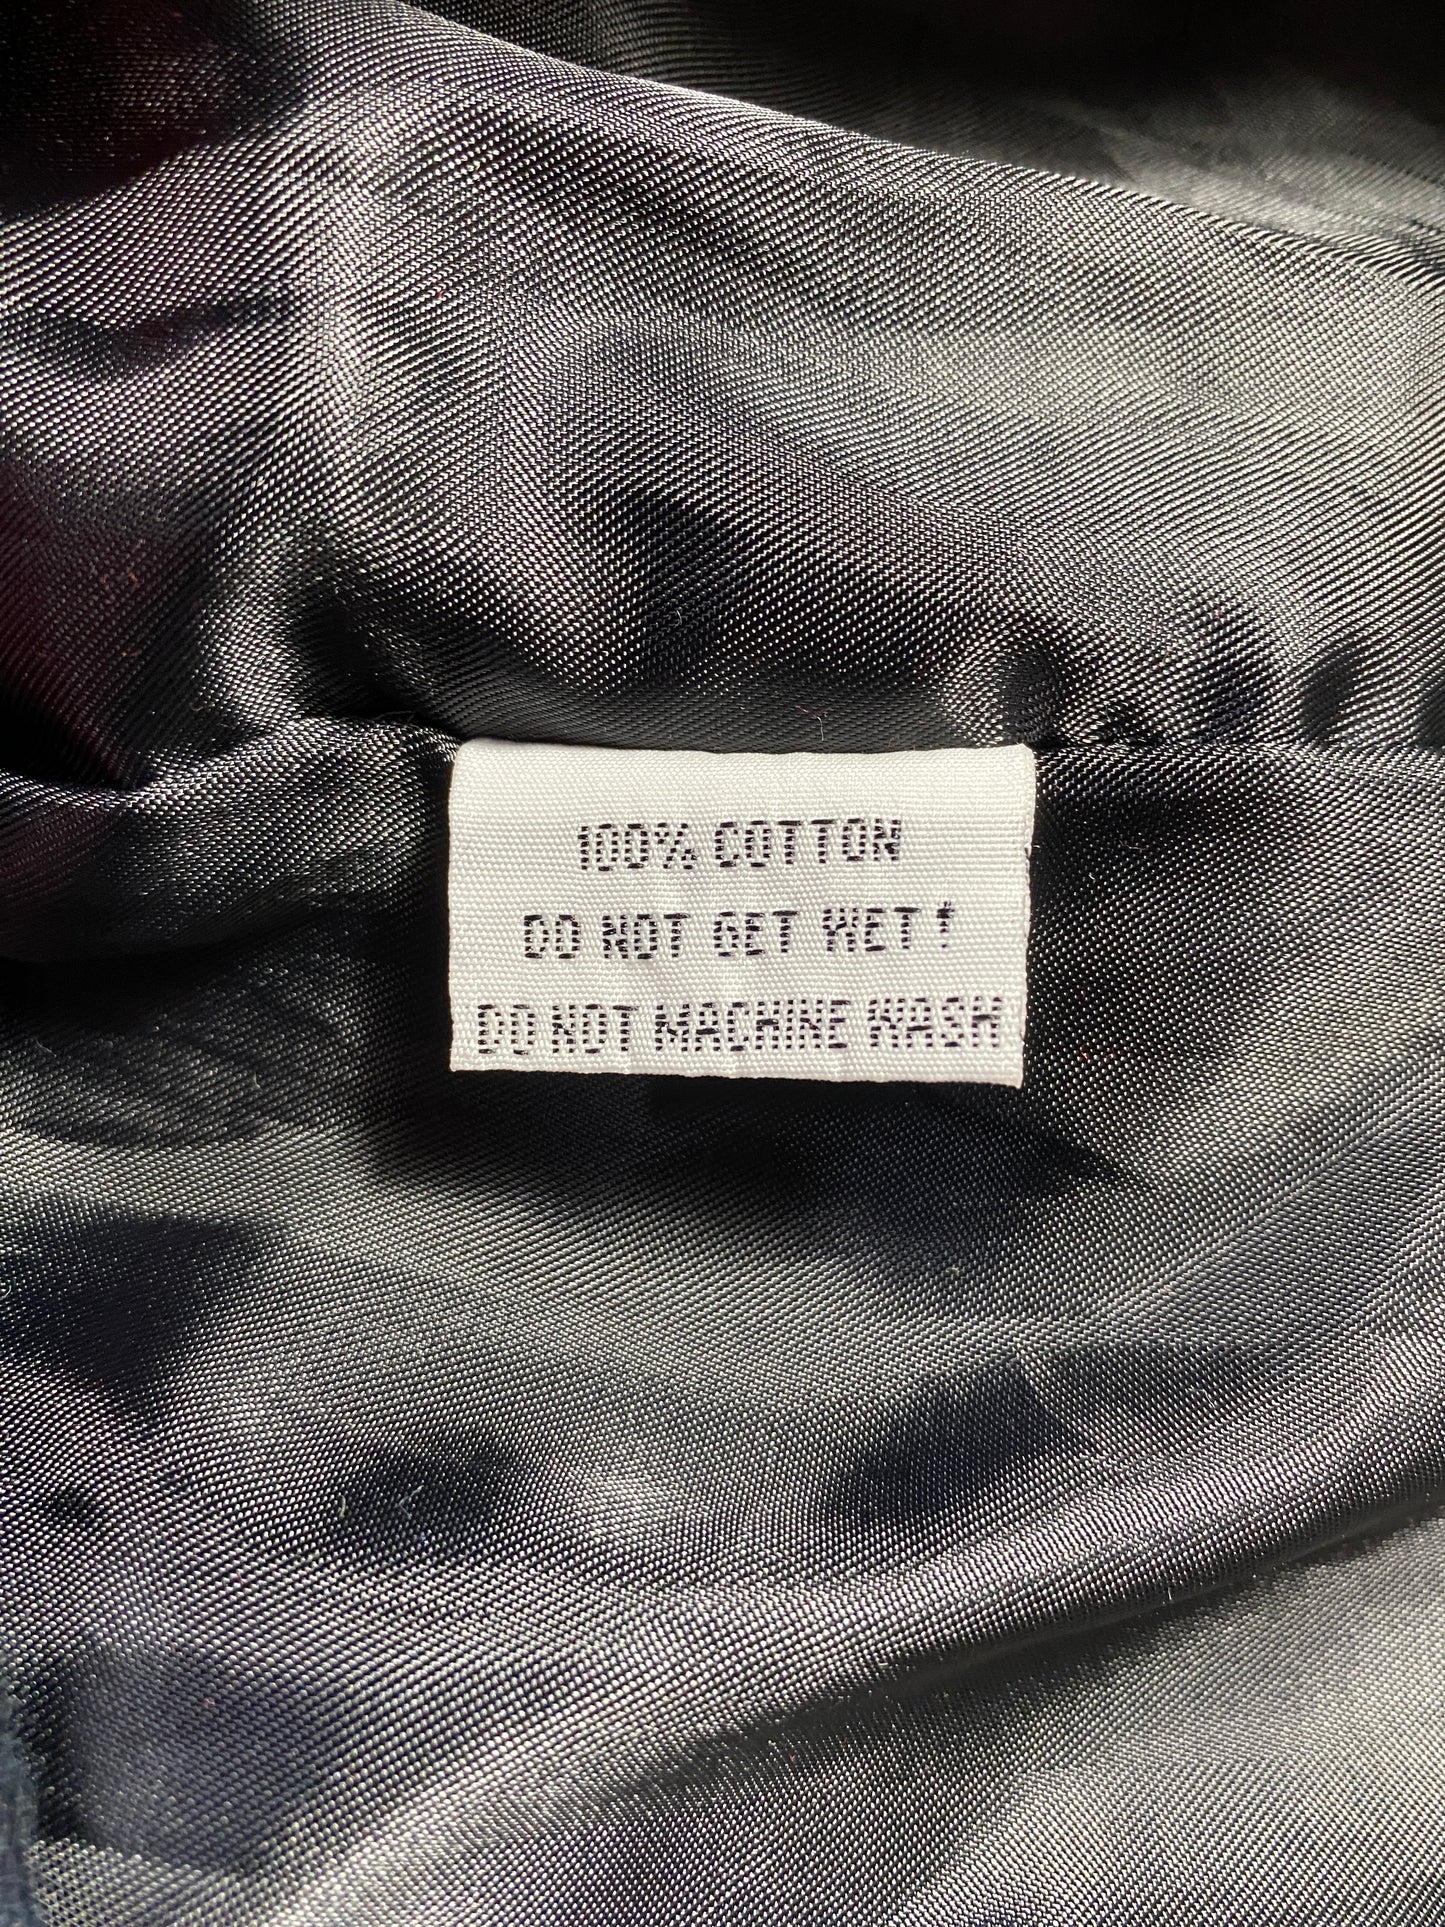 100% COTTON
DO NOT GET WET!
DO NOT MACHINE WASH